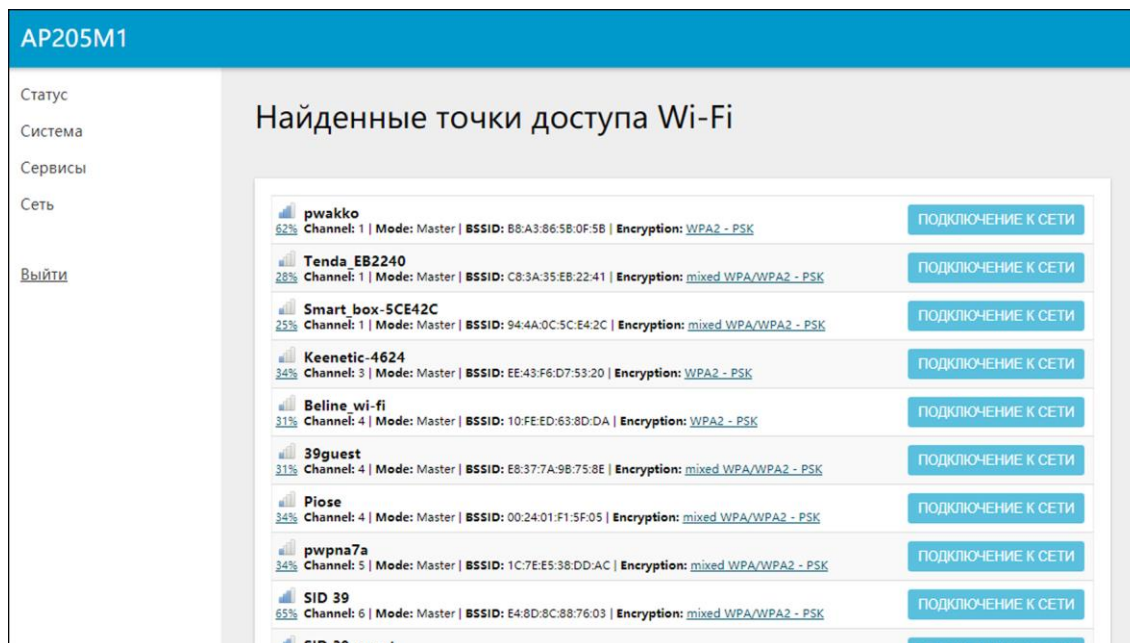 AP205M1
Статус
Система
Сервисы
Сеть
Выйти
Найденные точки доступа Wi-Fi
pwakko
62% Channel: 1 | Mode: Master | BSSID: B8:A3:86:5B:0F:5B | Encryption: WPA2 - PSK
ПОДКЛЮЧЕНИЕ К СЕТИ
Tenda_EB2240
28% Channel: 1 | Mode: Master | BSSID: C8:3A:35:EB:22:41 | Encryption: mixed WPA/WPA2 - PSK
ПОДКЛЮЧЕНИЕ К СЕТИ
Smart_box-5CE42C
25% Channel: 1 | Mode: Master | BSSID: 94:4A:0C:5C:E4:2C | Encryption: mixed WPA/WPA2 - PSK
ПОДКЛЮЧЕНИЕ К СЕТИ
Keenetic-4624
34% Channel: 3 | Mode: Master | BSSID: EE:43:F6:D7:53:20 | Encryption: WPA2 - PSK
ПОДКЛЮЧЕНИЕ К СЕТИ
Beline_wi-fi
31% Channel: 4 | Mode: Master | BSSID: 10:FE:ED:63:8D:DA | Encryption: WPA2 - PSK
ПОДКЛЮЧЕНИЕ К СЕТИ
39guest
31% Channel: 4 | Mode: Master | BSSID: E8:37:7A:9B:75:8E | Encryption: mixed WPA/WPA2 - PSK
ПОДКЛЮЧЕНИЕ К СЕТИ
Piose
34% Channel: 4 | Mode: Master | BSSID: 00:24:01:F1:5F:05 | Encryption: mixed WPA/WPA2 - PSK
ПОДКЛЮЧЕНИЕ К СЕТИ
pwpna7a
34% Channel: 5 | Mode: Master | BSSID: 1C:7E:E5:38:DD:AC | Encryption: mixed WPA/WPA2 - PSK
ПОДКЛЮЧЕНИЕ К СЕТИ
SID 39
65% Channel: 6 | Mode: Master | BSSID: E4:8D:8C:88:76:03 | Encryption: mixed WPA/WPA2 - PSK
ПОДКЛЮЧЕНИЕ К СЕТИ